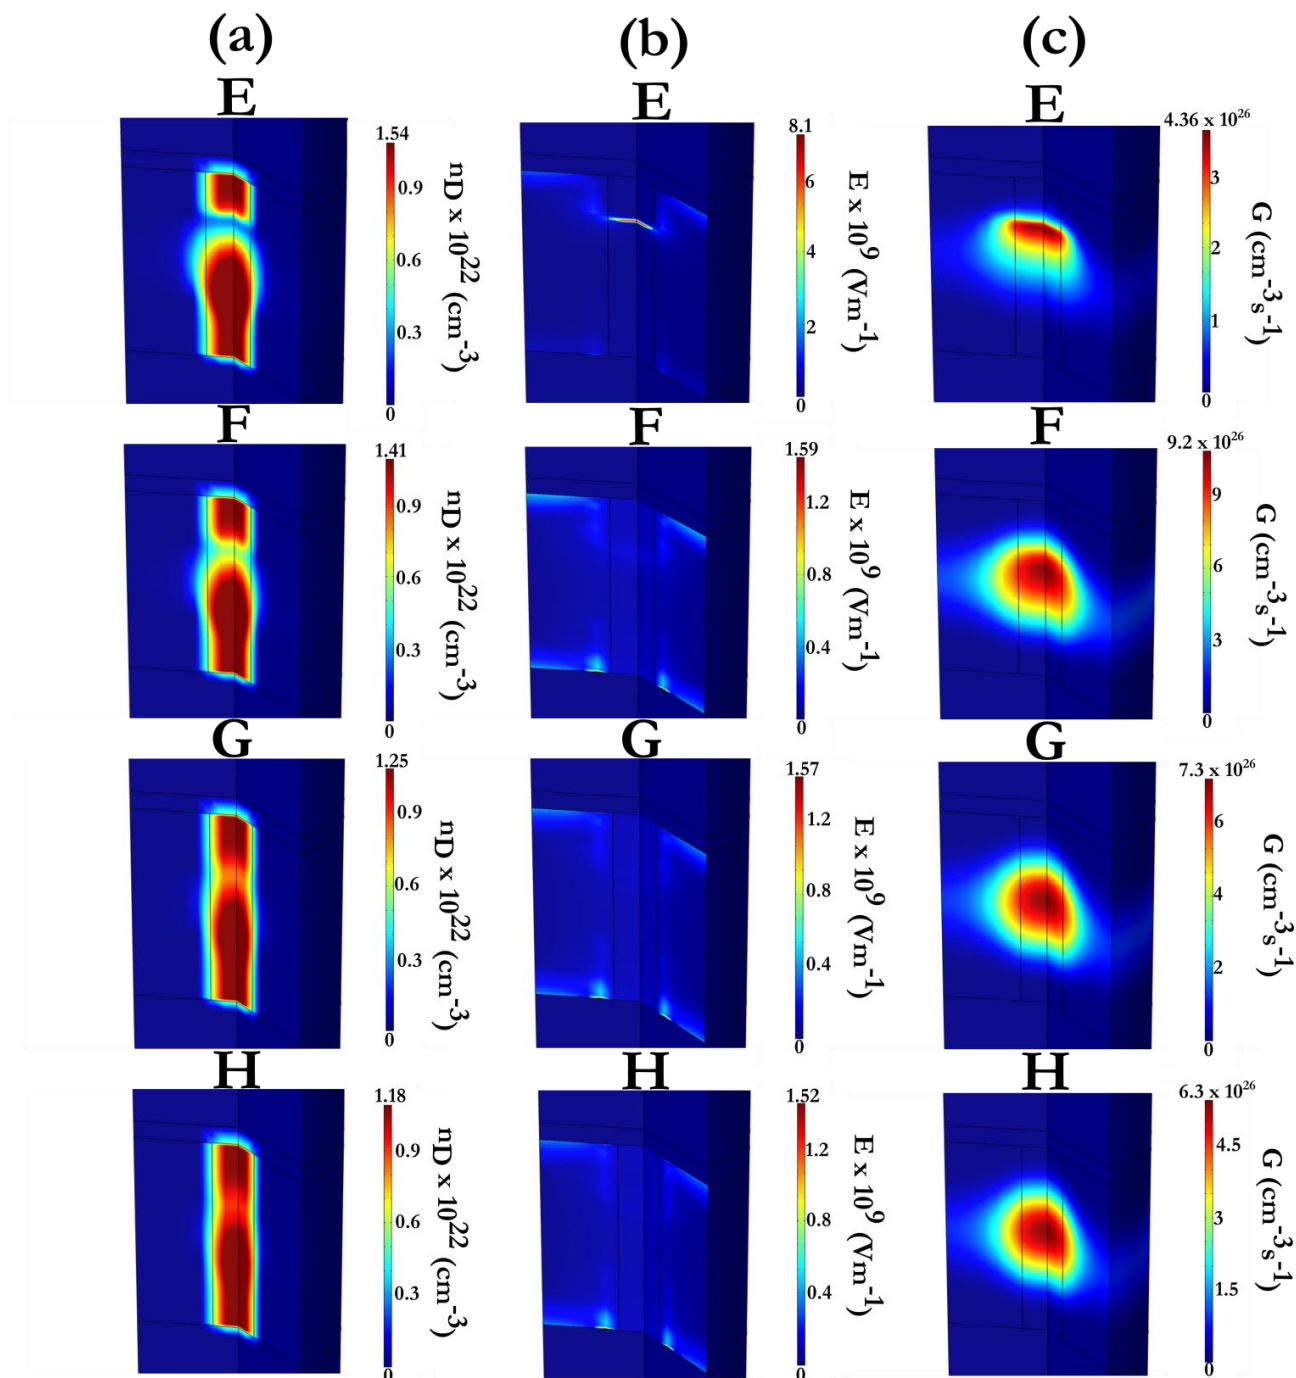 (a) (b) (c)
E E E
1.54
0.9
0.6
0.3
0
nD x 10^22 (cm^-3)
8.1
6
4
2
0
E x 10^9 (Vm^-1)
4.36 x 10^26
3
2
1
0
G (cm^-3 s^-1)
F F F
1.41
0.9
0.6
0.3
0
nD x 10^22 (cm^-3)
1.59
1.2
0.8
0.4
0
E x 10^9 (Vm^-1)
9.2 x 10^26
9
6
3
0
G (cm^-3 s^-1)
G G G
1.25
0.9
0.6
0.3
0
nD x 10^22 (cm^-3)
1.57
1.2
0.8
0.4
0
E x 10^9 (Vm^-1)
7.3 x 10^26
6
4
2
0
G (cm^-3 s^-1)
H H H
1.18
0.9
0.6
0.3
0
nD x 10^22 (cm^-3)
1.52
1.2
0.8
0.4
0
E x 10^9 (Vm^-1)
6.3 x 10^26
4.5
3
1.5
0
G (cm^-3 s^-1)